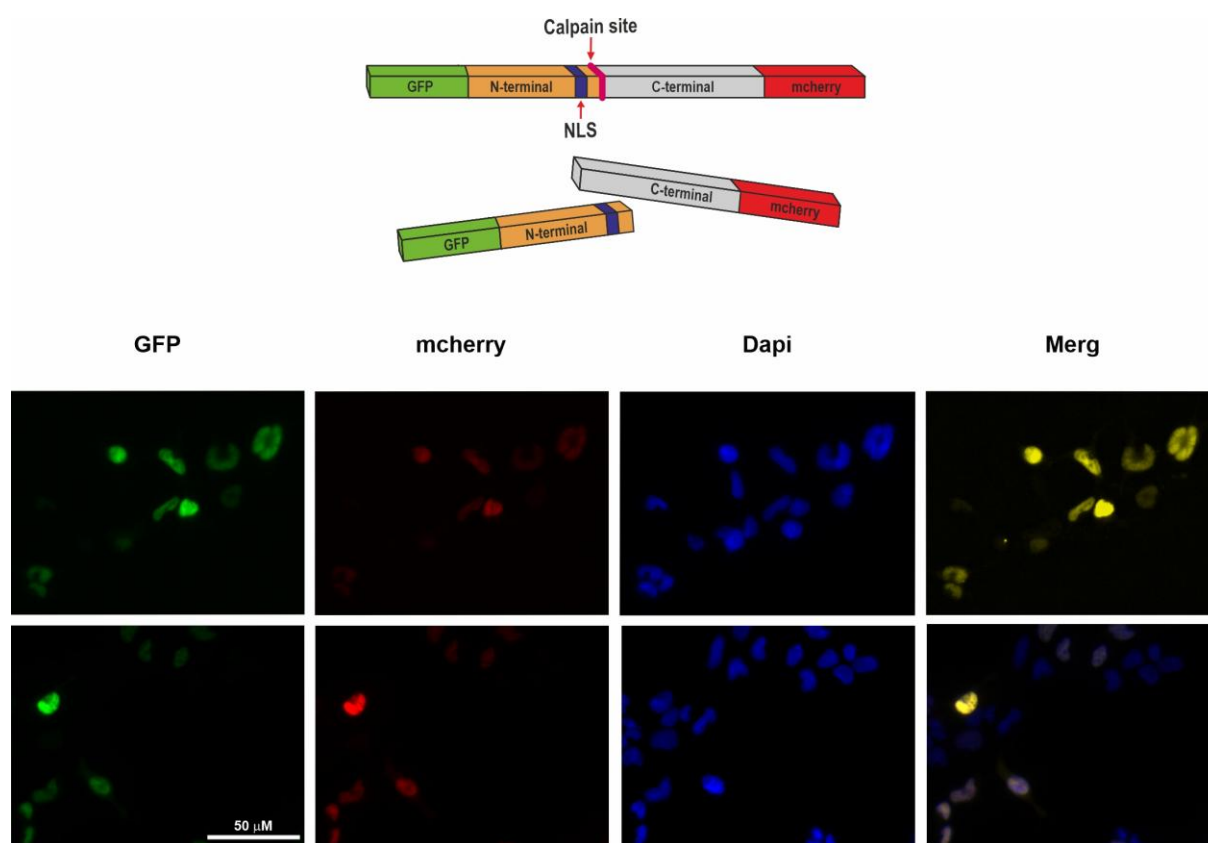 Calpain site
GFP N-terminal C-terminal mcherry
NLS
C-terminal mcherry
GFP N-terminal
GFP mcherry Dapi Merg
50 μM